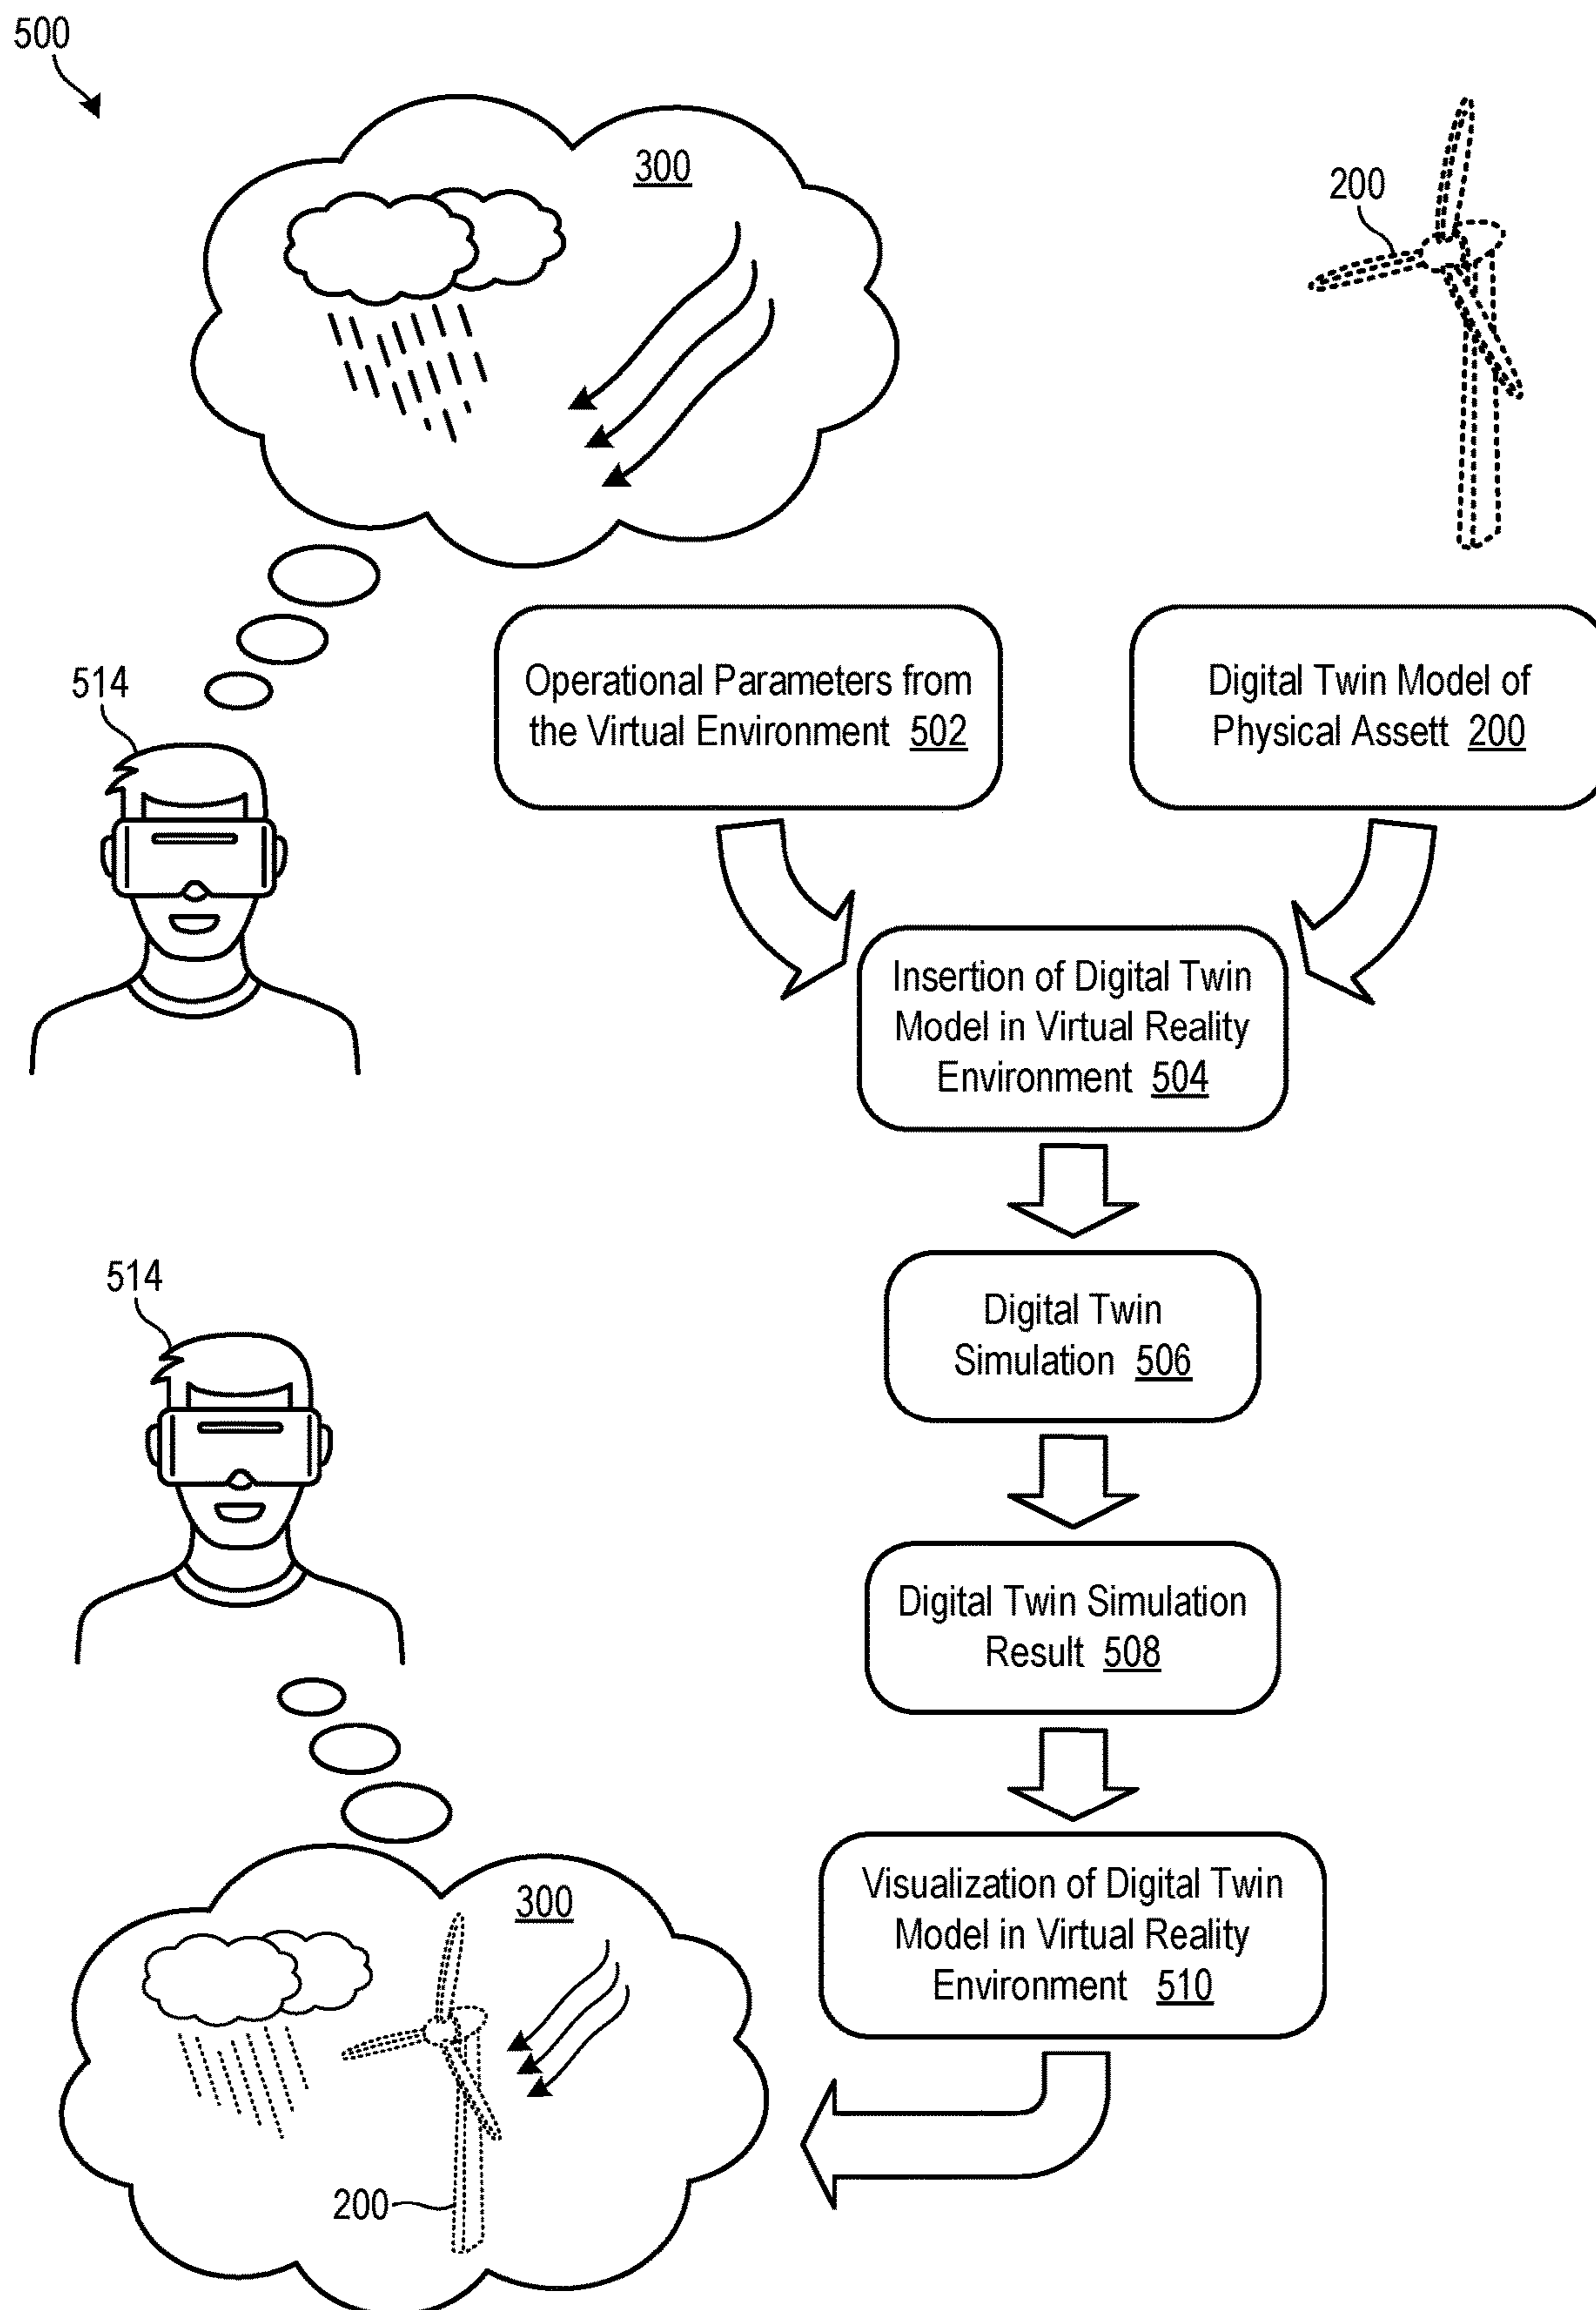 500
300
200
514
Operational Parameters from
the Virtual Environment 502
Digital Twin Model of
Physical Assett 200
Insertion of Digital Twin
Model in Virtual Reality
Environment 504
514
Digital Twin
Simulation 506
Digital Twin Simulation
Result 508
Visualization of Digital Twin
Model in Virtual Reality
Environment 510
300
200